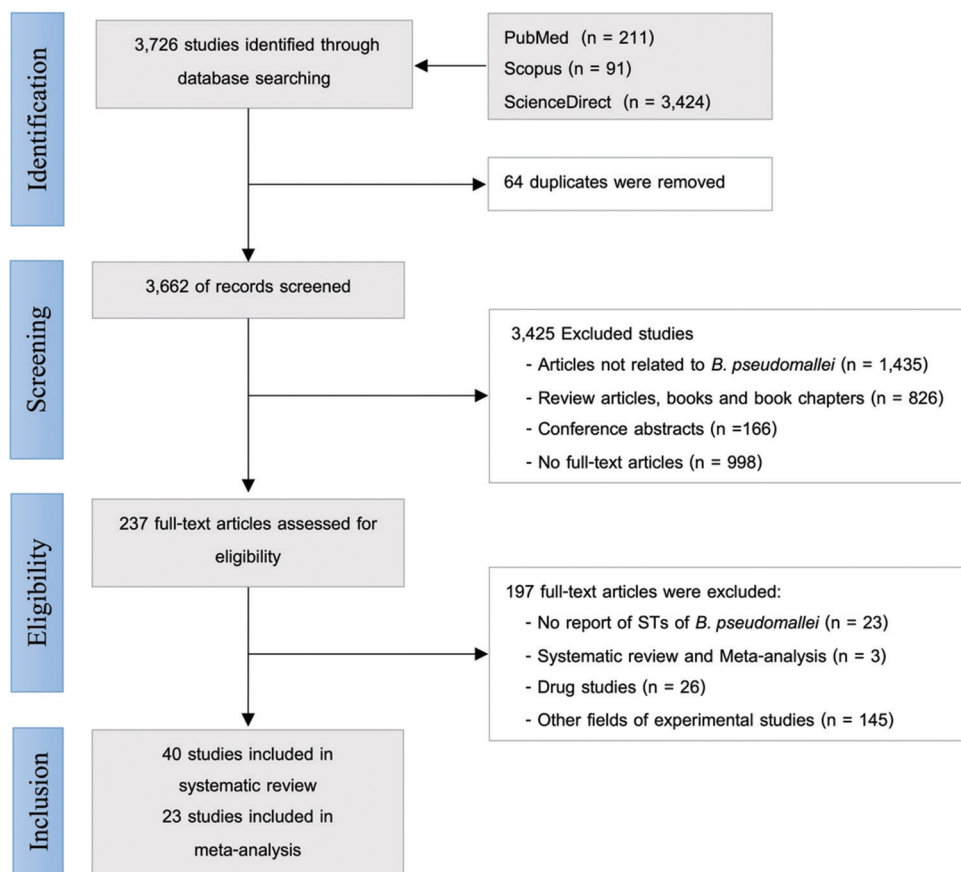 Identification
3,726 studies identified through
database searching
PubMed (n = 211)
Scopus (n = 91)
ScienceDirect (n = 3,424)
64 duplicates were removed
Screening
3,662 of records screened
3,425 Excluded studies
- Articles not related to B. pseudomallei (n = 1,435)
- Review articles, books and book chapters (n = 826)
- Conference abstracts (n =166)
- No full-text articles (n = 998)
Eligibility
237 full-text articles assessed for
eligibility
197 full-text articles were excluded:
- No report of STs of B. pseudomallei (n = 23)
- Systematic review and Meta-analysis (n = 3)
- Drug studies (n = 26)
- Other fields of experimental studies (n = 145)
Inclusion
40 studies included in
systematic review
23 studies included in
meta-analysis